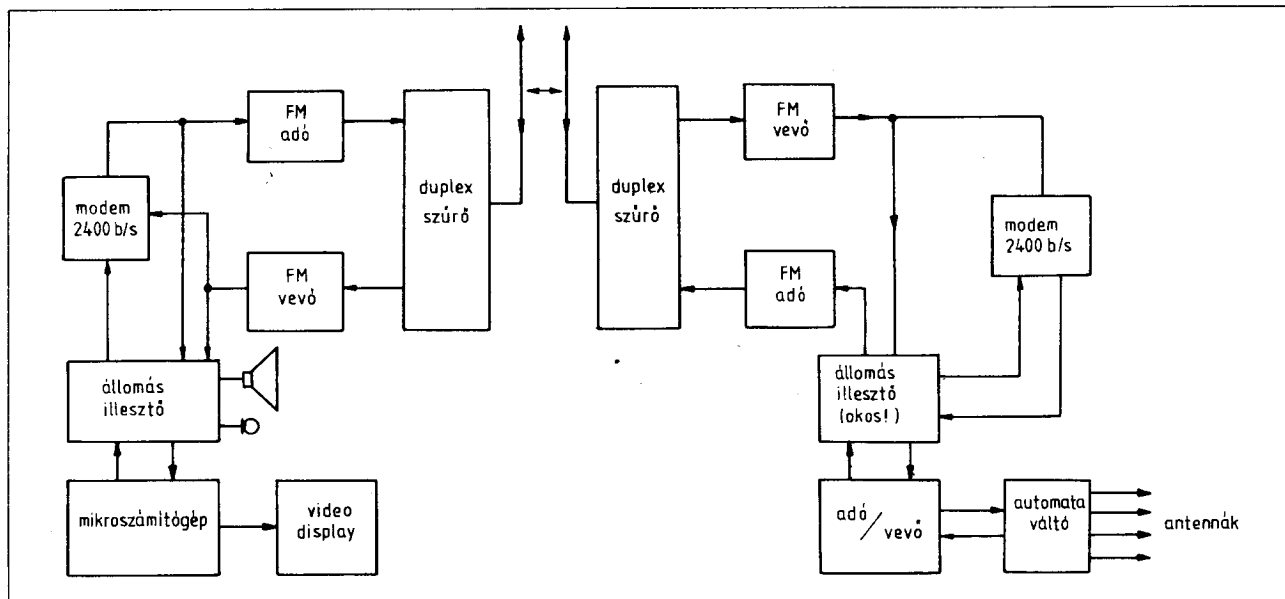 FM
adó
modem
2400 b/s
FM
vevő
duplex
szűrő
állomás
illesztő
mikroszámítógép
video
display
duplex
szűrő
FM
vevő
FM
adó
modem
2400 b/s
állomás
illesztő
(okos!)
adó
/vevő
automata
váltó
antennák